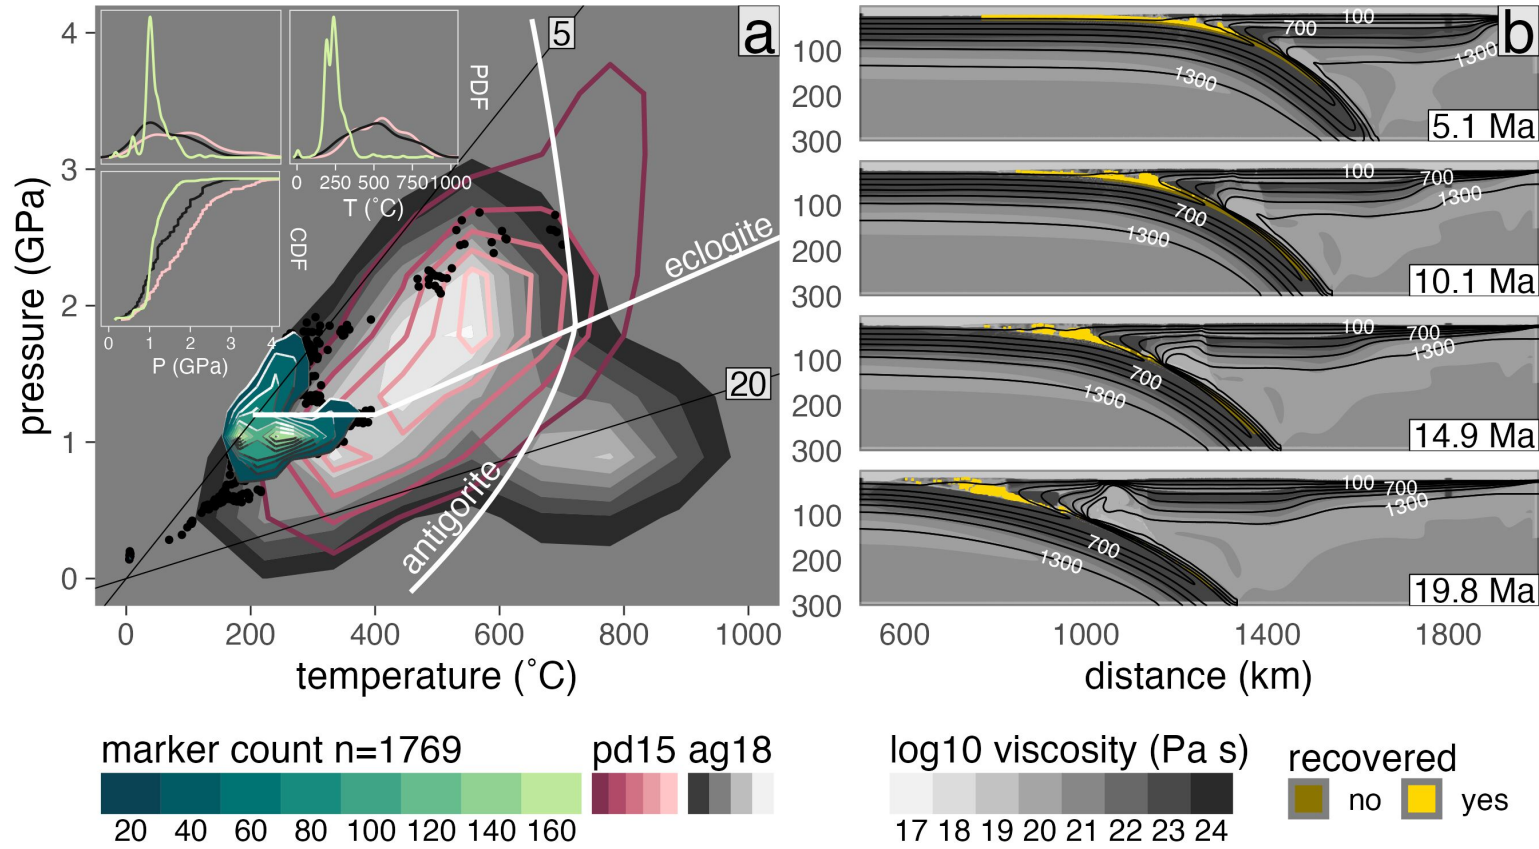 a
5
20
PDF
0 250 500 750 1000
T (˚C)
CDF
0 1 2 3 4
P (GPa)
eclogite
antigorite
4
3
2
1
0
pressure (GPa)
0 200 400 600 800 1000
temperature (˚C)
marker count n=1769
20 40 60 80 100 120 140 160
pd15 ag18
b
100
200
300
100
700
1300
1300
5.1 Ma
100
200
300
100
700
1300
700
1300
10.1 Ma
100
200
300
100
700
1300
700
1300
14.9 Ma
100
200
300
100
700
1300
700
1300
19.8 Ma
600 1000 1400 1800
distance (km)
log10 viscosity (Pa s)
17 18 19 20 21 22 23 24
recovered
no yes